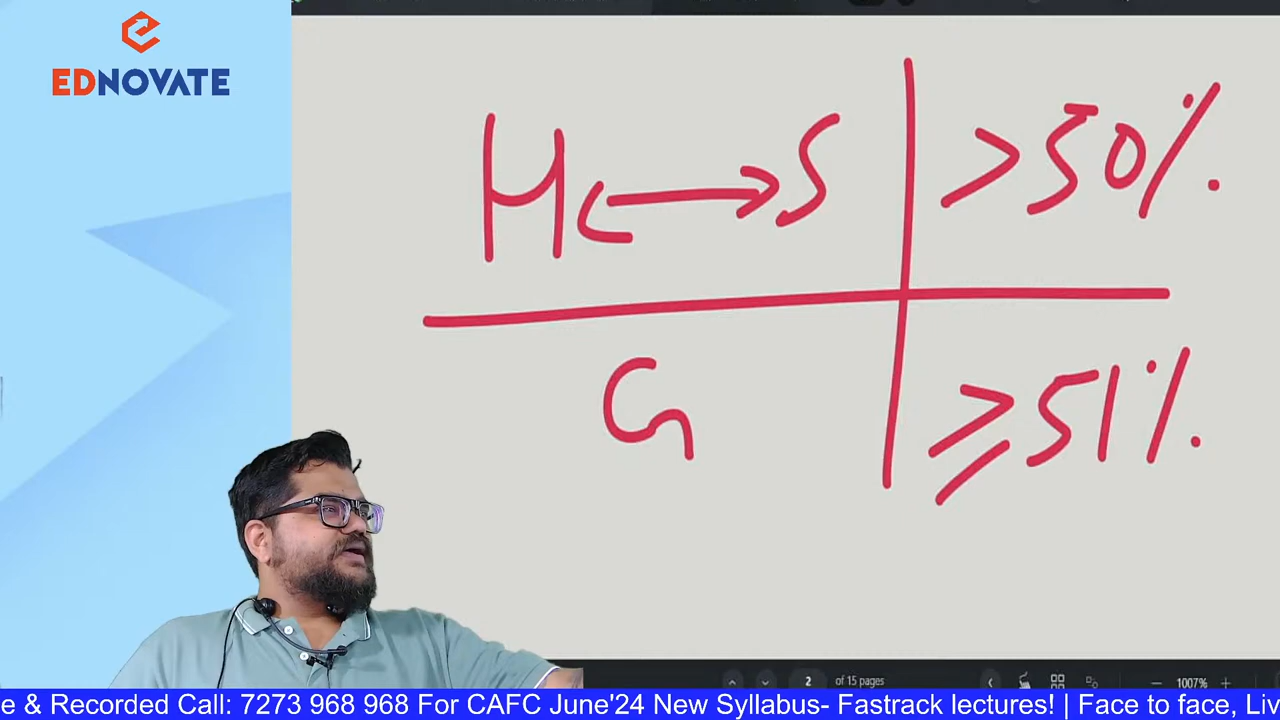 EDNOVATE
Hc ↔ S | >50%.
G | ≥51%.
2 of 15 pages
1007%
e & Recorded Call: 7273 968 968 For CAFC June'24 New Syllabus- Fastrack lectures! | Face to face, Liv